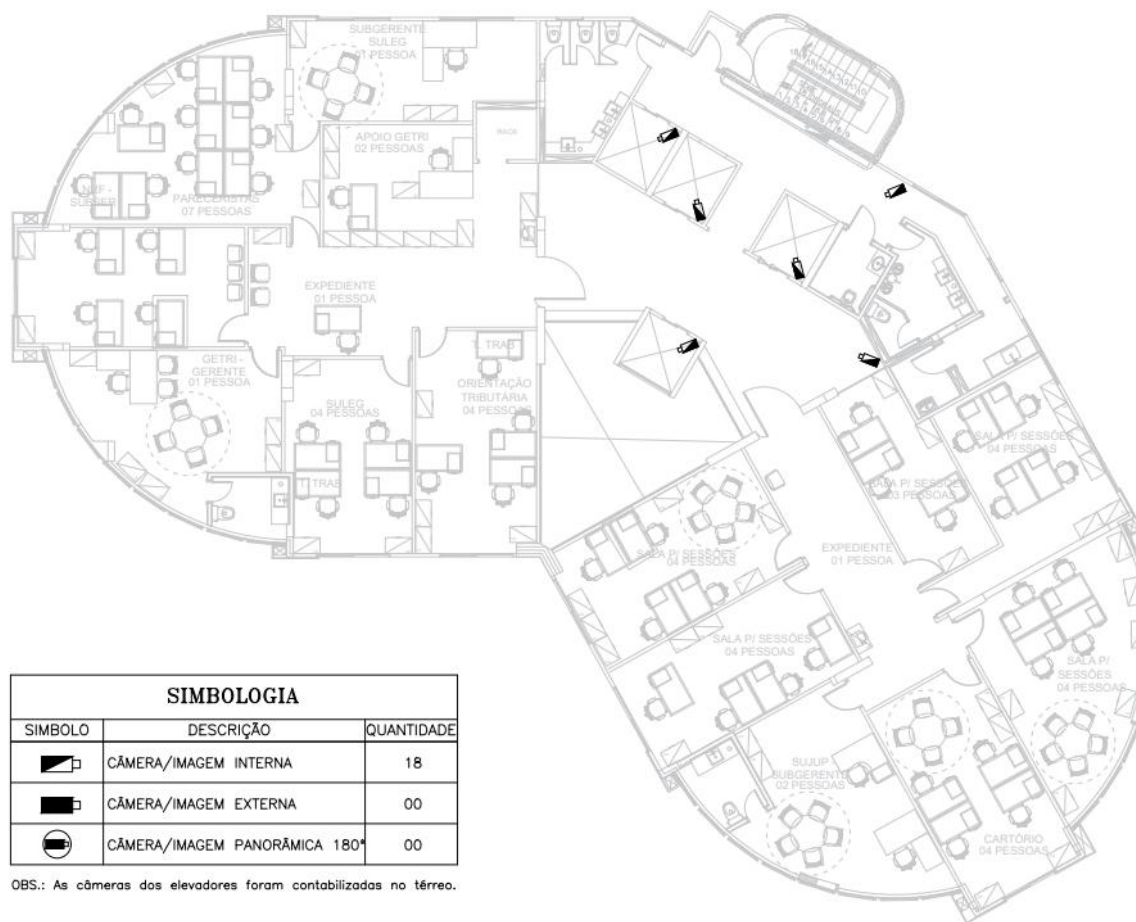 SUBGERENTE
SULEG
01 PESSOA
RACK
APOIO GETRI
02 PESSOAS
SUBGER
PARECERISTAS
07 PESSOAS
EXPEDIENTE
01 PESSOA
GETRI -
GERENTE
01 PESSOA
SULEG
04 PESSOAS
T. TRAB
T. TRAB
ORIENTAÇÃO
TRIBUTÁRIA
04 PESSOAS
SALA P/ SESSÕES
04 PESSOAS
SALA P/ SESSÕES
03 PESSOAS
SALA P/ SESSÕES
04 PESSOAS
EXPEDIENTE
01 PESSOA
SALA P/ SESSÕES
04 PESSOAS
SALA P/
SESSÕES
04 PESSOAS
SUJUP
SUBGERENTE
02 PESSOAS
CARTÓRIO
04 PESSOAS
SIMBOLOGIA
SIMBOLO DESCRIÇÃO QUANTIDADE
CÂMERA/IMAGEM INTERNA 18
CÂMERA/IMAGEM EXTERNA 00
CÂMERA/IMAGEM PANORÂMICA 180° 00
OBS.: As câmeras dos elevadores foram contabilizadas no térreo.